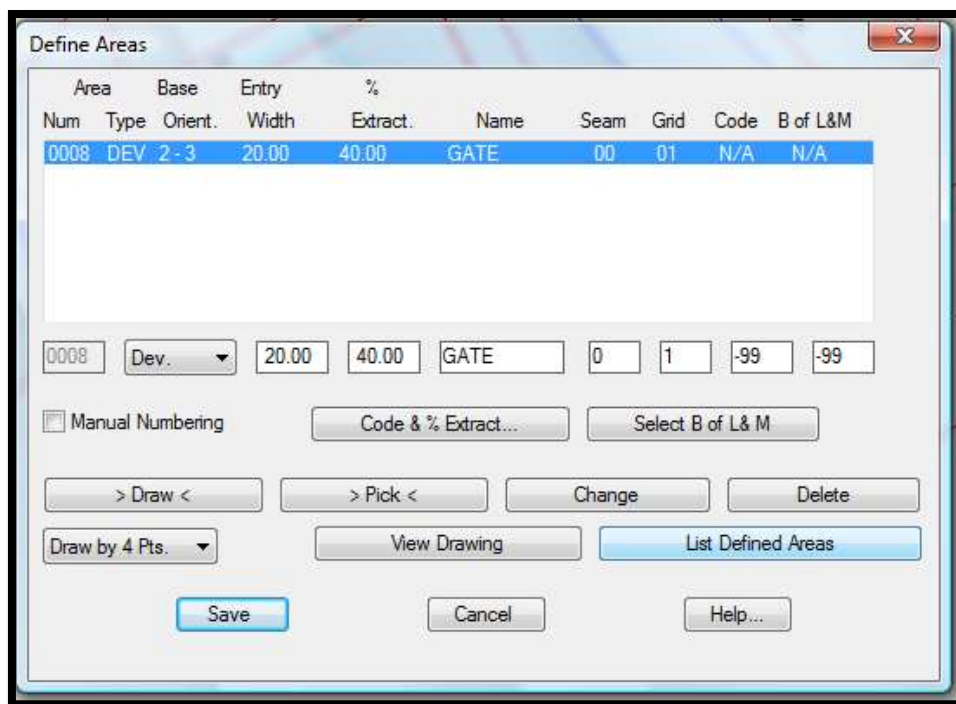 Define Areas
Area Base Entry %
Num Type Orient. Width Extract. Name Seam Grid Code B of L&M
0008 DEV 2 - 3 20.00 40.00 GATE 00 01 N/A N/A
0008 Dev. 20.00 40.00 GATE 0 1 -99 -99
Manual Numbering Code & % Extract... Select B of L& M
> Draw < > Pick < Change Delete
Draw by 4 Pts. View Drawing List Defined Areas
Save Cancel Help...